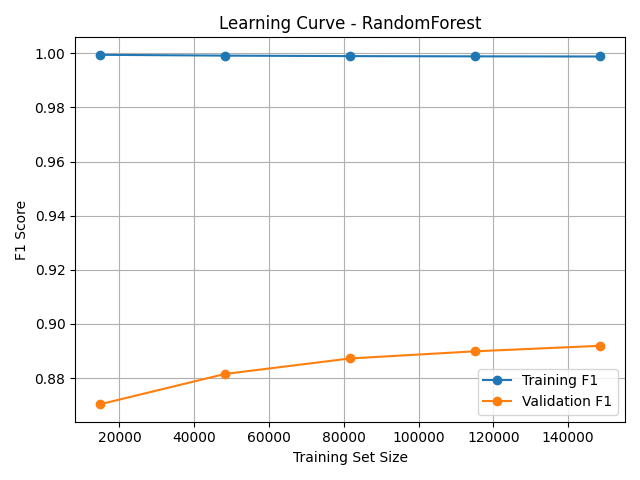 Learning Curve - RandomForest
1.00
0.98
0.96
0.94
0.92
0.90
0.88
F1 Score
20000 40000 60000 80000 100000 120000 140000
Training Set Size
Training F1
Validation F1